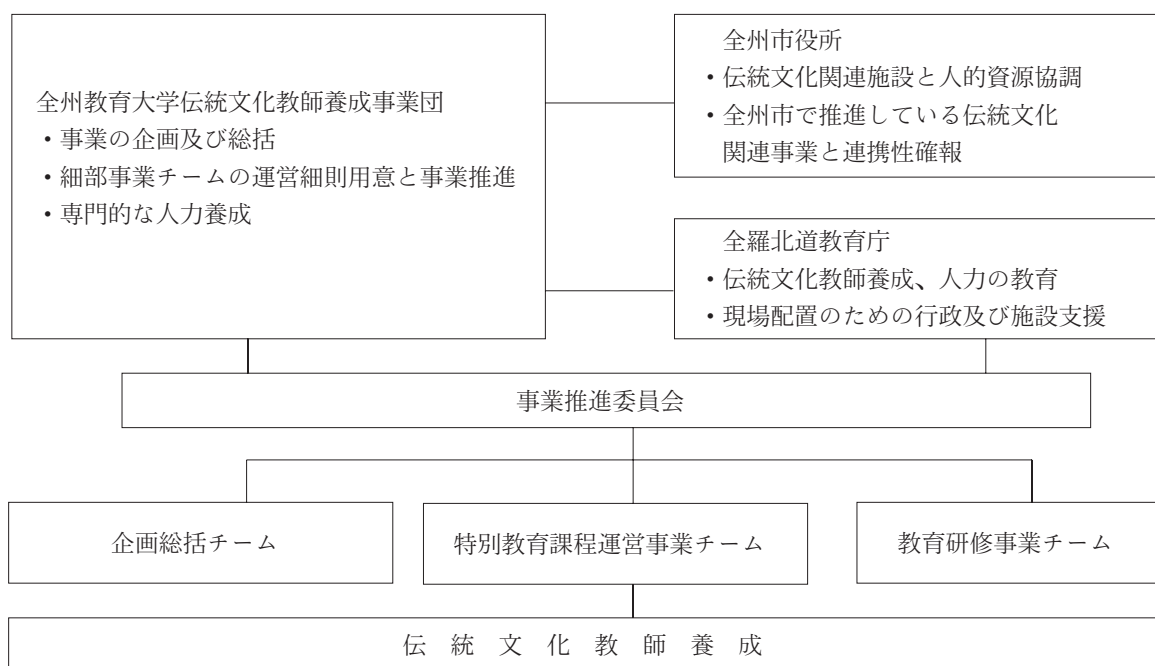 全州教育大学伝統文化教師養成事業団
・事業の企画及び総括
・細部事業チームの運営細則用意と事業推進
・専門的な人力養成
全州市役所
・伝統文化関連施設と人的資源協調
・全州市で推進している伝統文化
関連事業と連携性確報
全羅北道教育庁
・伝統文化教師養成、人力の教育
・現場配置のための行政及び施設支援
事業推進委員会
企画総括チーム
特別教育課程運営事業チーム
教育研修事業チーム
伝　統　文　化　教　師　養　成